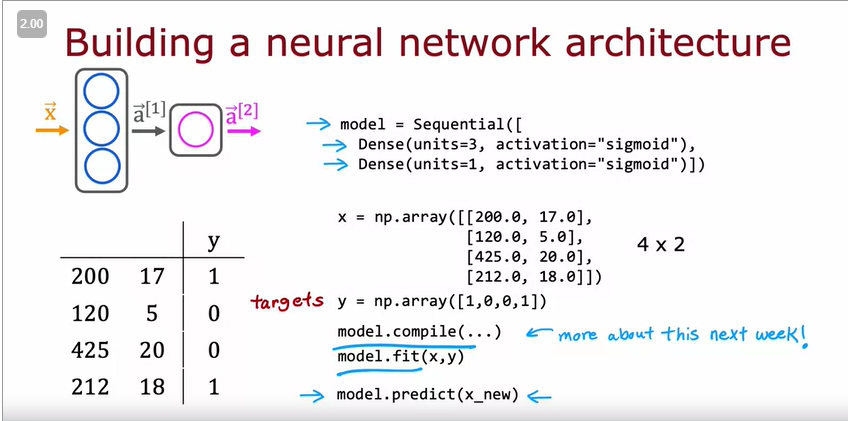 2.00
Building a neural network architecture
x⃗
a⃗[1]
a⃗[2]
model = Sequential([
Dense(units=3, activation="sigmoid"),
Dense(units=1, activation="sigmoid")])
x = np.array([[200.0, 17.0],
[120.0, 5.0],
[425.0, 20.0],
[212.0, 18.0]])
4 x 2
y
200 17 1
120 5 0
425 20 0
212 18 1
targets y = np.array([1,0,0,1])
model.compile(...) ← more about this next week!
model.fit(x,y)
→ model.predict(x_new) ←